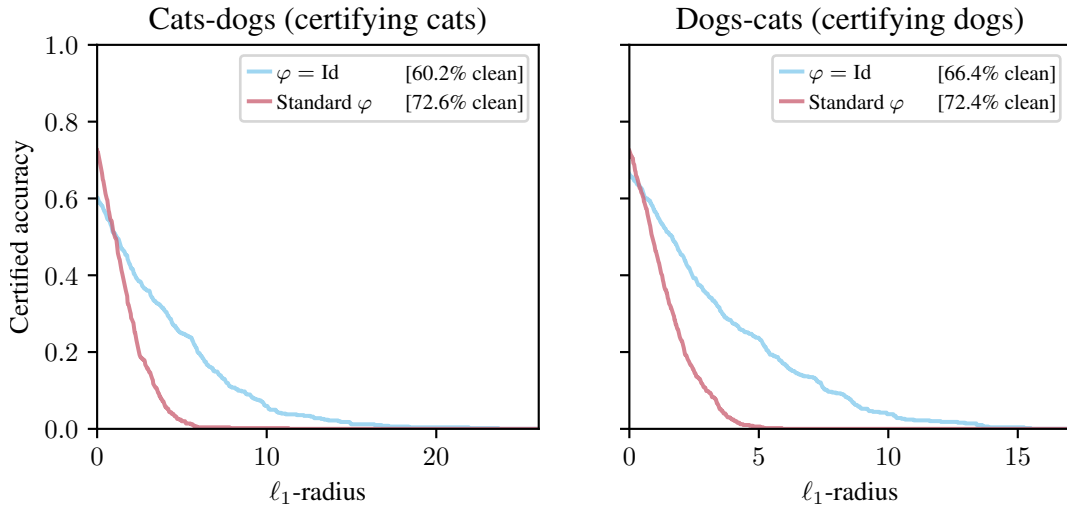 Cats-dogs (certifying cats)
Certified accuracy
1.0
0.8
0.6
0.4
0.2
0.0
φ = Id [60.2% clean]
Standard φ [72.6% clean]
0 10 20
ℓ₁-radius
Dogs-cats (certifying dogs)
φ = Id [66.4% clean]
Standard φ [72.4% clean]
0 5 10 15
ℓ₁-radius